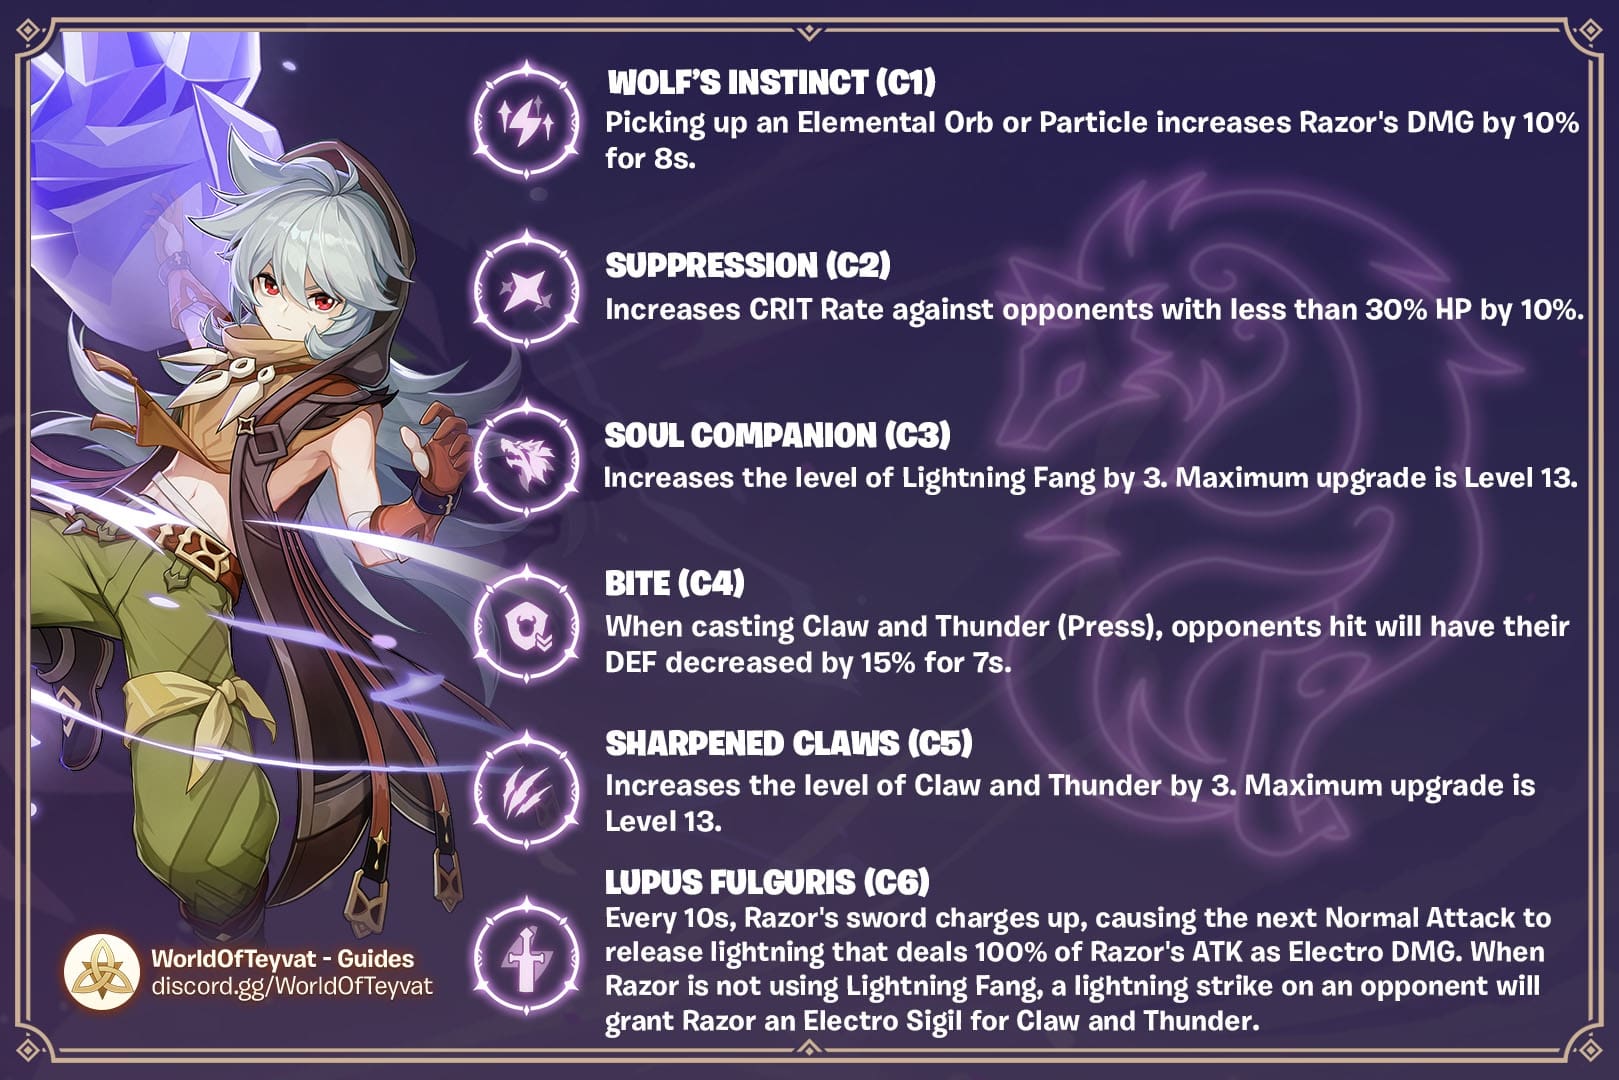 WOLF'S INSTINCT (C1)
Picking up an Elemental Orb or Particle increases Razor's DMG by 10%
for 8s.
SUPPRESSION (C2)
Increases CRIT Rate against opponents with less than 30% HP by 10%.
SOUL COMPANION (C3)
Increases the level of Lightning Fang by 3. Maximum upgrade is Level 13.
BITE (C4)
When casting Claw and Thunder (Press), opponents hit will have their
DEF decreased by 15% for 7s.
SHARPENED CLAWS (C5)
Increases the level of Claw and Thunder by 3. Maximum upgrade is
Level 13.
LUPUS FULGURIS (C6)
Every 10s, Razor's sword charges up, causing the next Normal Attack to
release lightning that deals 100% of Razor's ATK as Electro DMG. When
Razor is not using Lightning Fang, a lightning strike on an opponent will
grant Razor an Electro Sigil for Claw and Thunder.
WorldOfTeyvat - Guides
discord.gg/WorldOfTeyvat